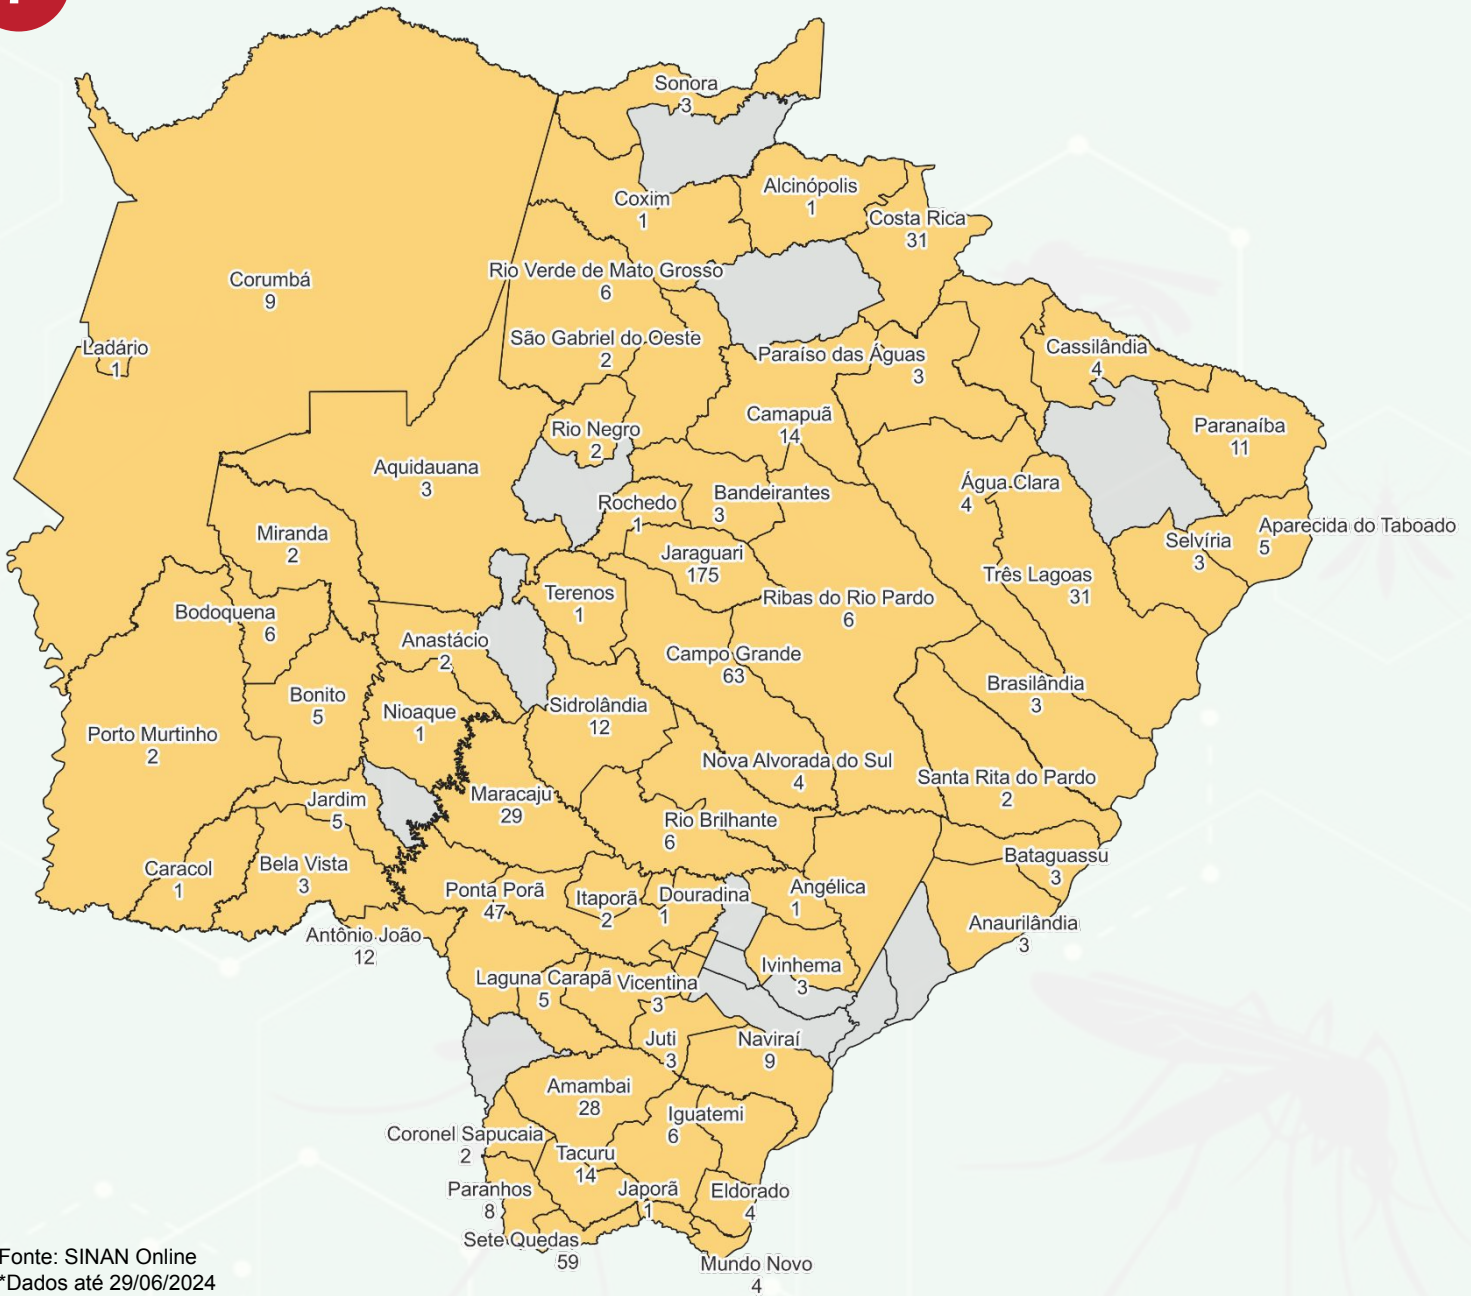 Sonora
3
Alcinópolis
1
Coxim
1
Costa Rica
31
Rio Verde de Mato Grosso
6
Corumbá
9
São Gabriel do Oeste
2
Ladário
1
Paraíso das Águas
3
Cassilândia
4
Camapuã
14
Paranaíba
11
Rio Negro
2
Aquidauana
3
Água Clara
4
Bandeirantes
3
Rochedo
1
Aparecida do Taboado
5
Miranda
2
Selvíria
3
Jaraguari
175
Três Lagoas
31
Terenos
1
Ribas do Rio Pardo
6
Bodoquena
6
Anastácio
2
Campo Grande
63
Brasilândia
3
Bonito
5
Sidrolândia
12
Nioaque
1
Porto Murtinho
2
Nova Alvorada do Sul
4
Santa Rita do Pardo
2
Maracaju
29
Jardim
5
Rio Brilhante
6
Bataguassu
3
Bela Vista
3
Caracol
1
Ponta Porã
47
Itaporã
2
Douradina
1
Angélica
1
Anaurilândia
3
Antônio João
12
Ivinhema
3
Laguna Carapã
5
Vicentina
3
Juti
3
Naviraí
9
Amambai
28
Iguatemi
6
Coronel Sapucaia
2
Tacuru
14
Paranhos
8
Japorã
1
Eldorado
4
Sete Quedas
59
Mundo Novo
4
Fonte: SINAN Online
*Dados até 29/06/2024